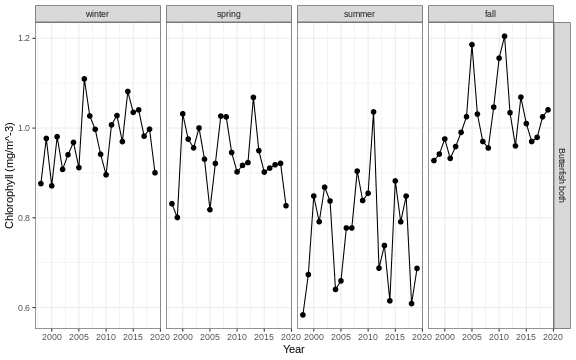 winter spring summer fall
1.2
1.0
0.8
0.6
Chlorophyll (mg/m^-3)
Butterfish both
2000 2005 2010 2015 2020 2000 2005 2010 2015 2020 2000 2005 2010 2015 2020 2000 2005 2010 2015 2020
Year